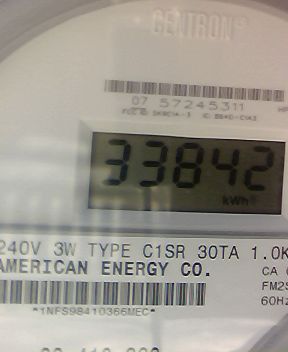 CENTRON®
07 57245311
33842
kWh
240V 3W TYPE C1SR 30TA 1.0K
AMERICAN ENERGY CO.
CA
FM2S
60Hz
*1NFS98410366MEC*